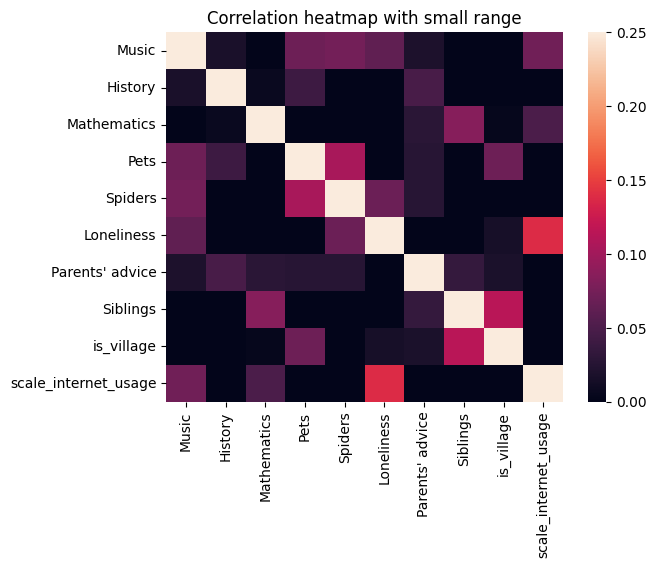 Correlation heatmap with small range
Music
History
Mathematics
Pets
Spiders
Loneliness
Parents' advice
Siblings
is_village
scale_internet_usage
Music
History
Mathematics
Pets
Spiders
Loneliness
Parents' advice
Siblings
is_village
scale_internet_usage
0.25
0.20
0.15
0.10
0.05
0.00